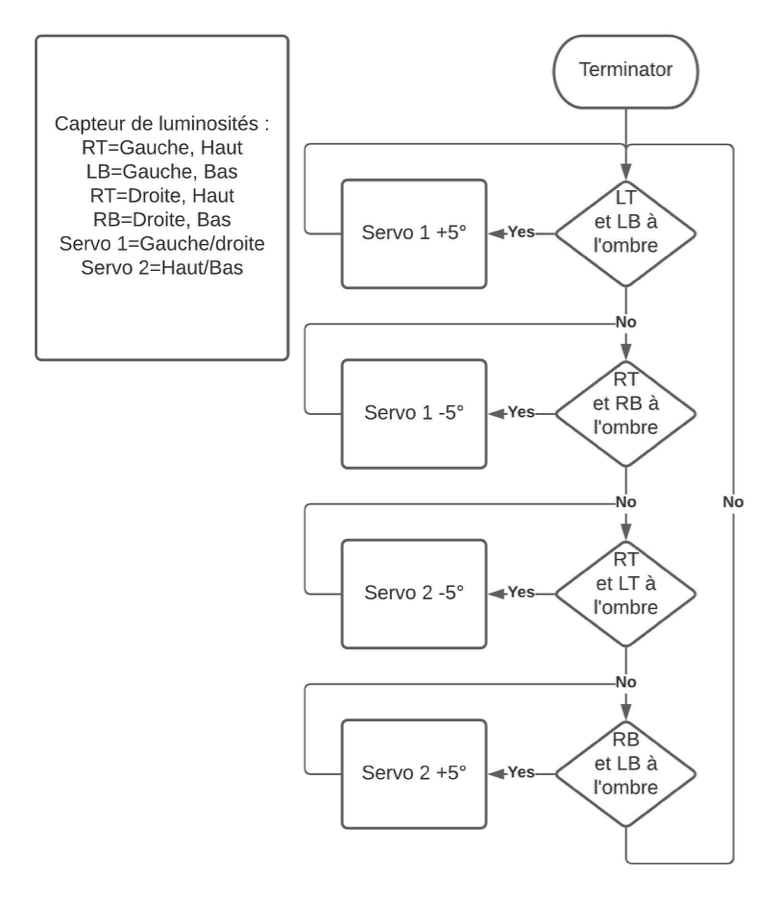 Capteur de luminosités :
RT=Gauche, Haut
LB=Gauche, Bas
RT=Droite, Haut
RB=Droite, Bas
Servo 1=Gauche/droite
Servo 2=Haut/Bas
Terminator
LT
et LB à
l'ombre
Yes
Servo 1 +5°
No
RT
et RB à
l'ombre
Yes
Servo 1 -5°
No
No
RT
et LT à
l'ombre
Yes
Servo 2 -5°
No
RB
et LB à
l'ombre
Yes
Servo 2 +5°